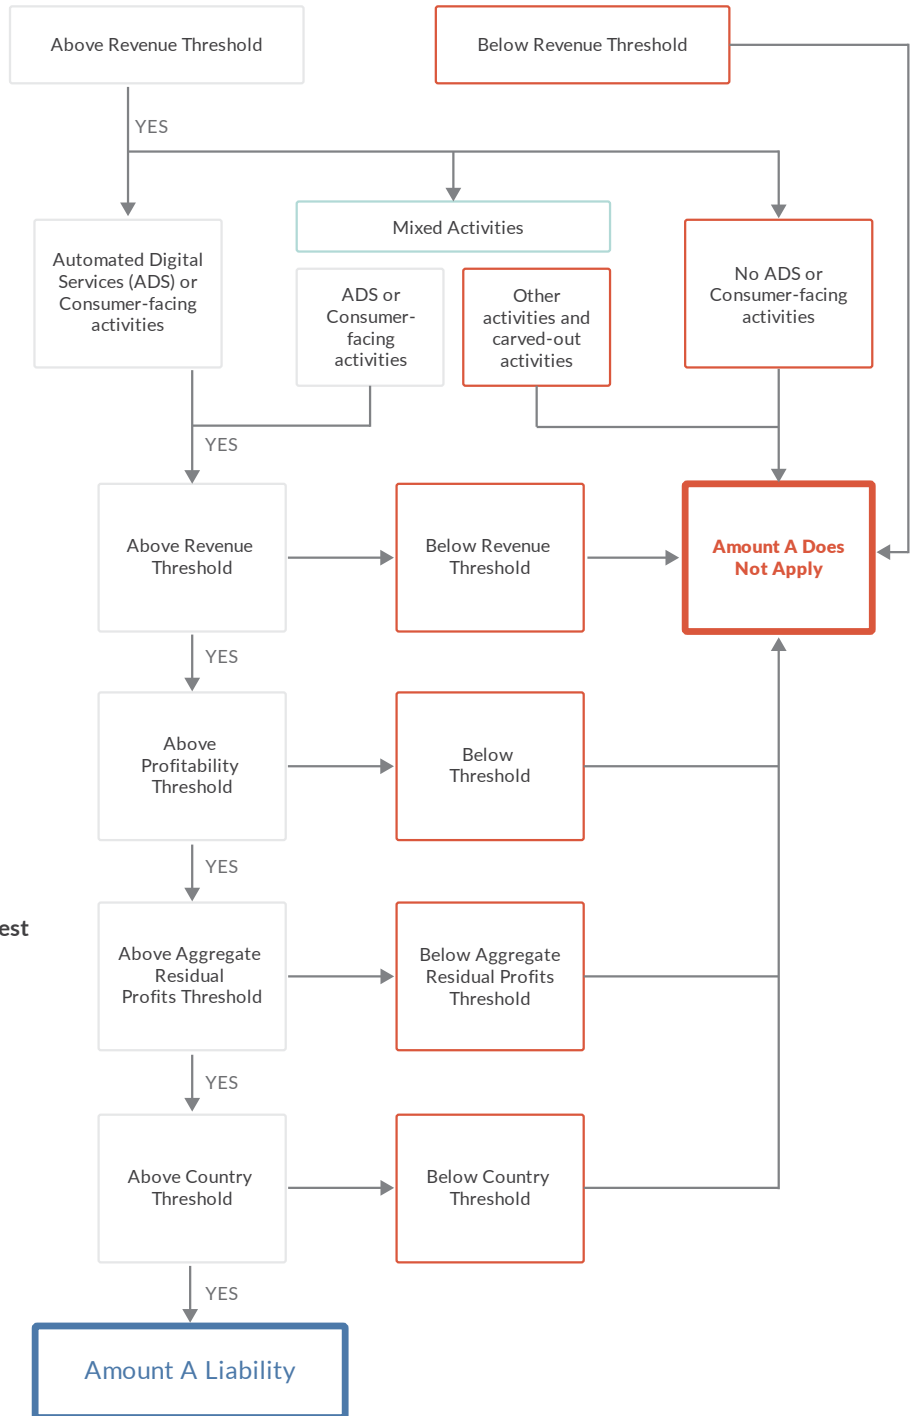 Above Revenue Threshold
Below Revenue Threshold
YES
Mixed Activities
Automated Digital
Services (ADS) or
Consumer-facing
activities
ADS or
Consumer-
facing
activities
Other
activities and
carved-out
activities
No ADS or
Consumer-facing
activities
YES
Above Revenue
Threshold
Below Revenue
Threshold
Amount A Does
Not Apply
YES
Above
Profitability
Threshold
Below
Threshold
YES
est
Above Aggregate
Residual
Profits Threshold
Below Aggregate
Residual Profits
Threshold
YES
Above Country
Threshold
Below Country
Threshold
YES
Amount A Liability